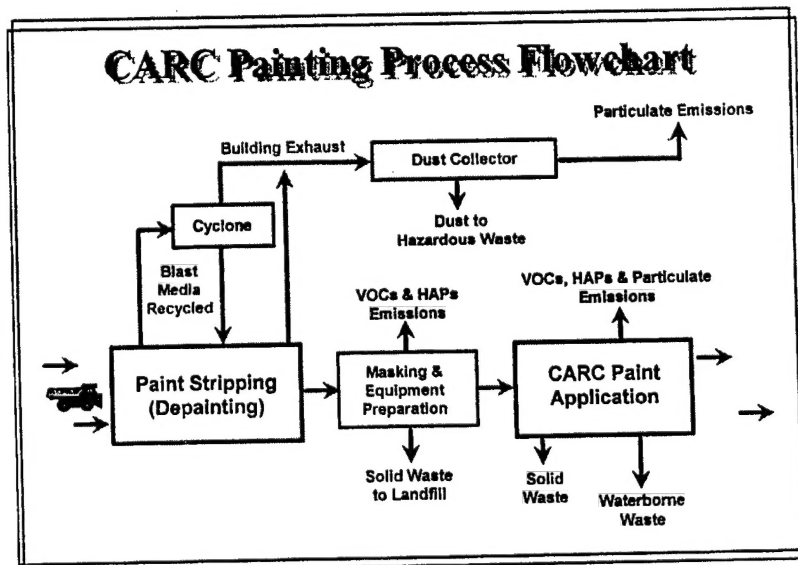 CARC Painting Process Flowchart
Particulate Emissions
Building Exhaust
Dust Collector
Cyclone
Dust to
Hazardous Waste
Blast
Media
Recycled
VOCs & HAPs
Emissions
VOCs, HAPs & Particulate
Emissions
Paint Stripping
(Depainting)
Masking &
Equipment
Preparation
CARC Paint
Application
Solid Waste
to Landfill
Solid
Waste
Waterborne
Waste